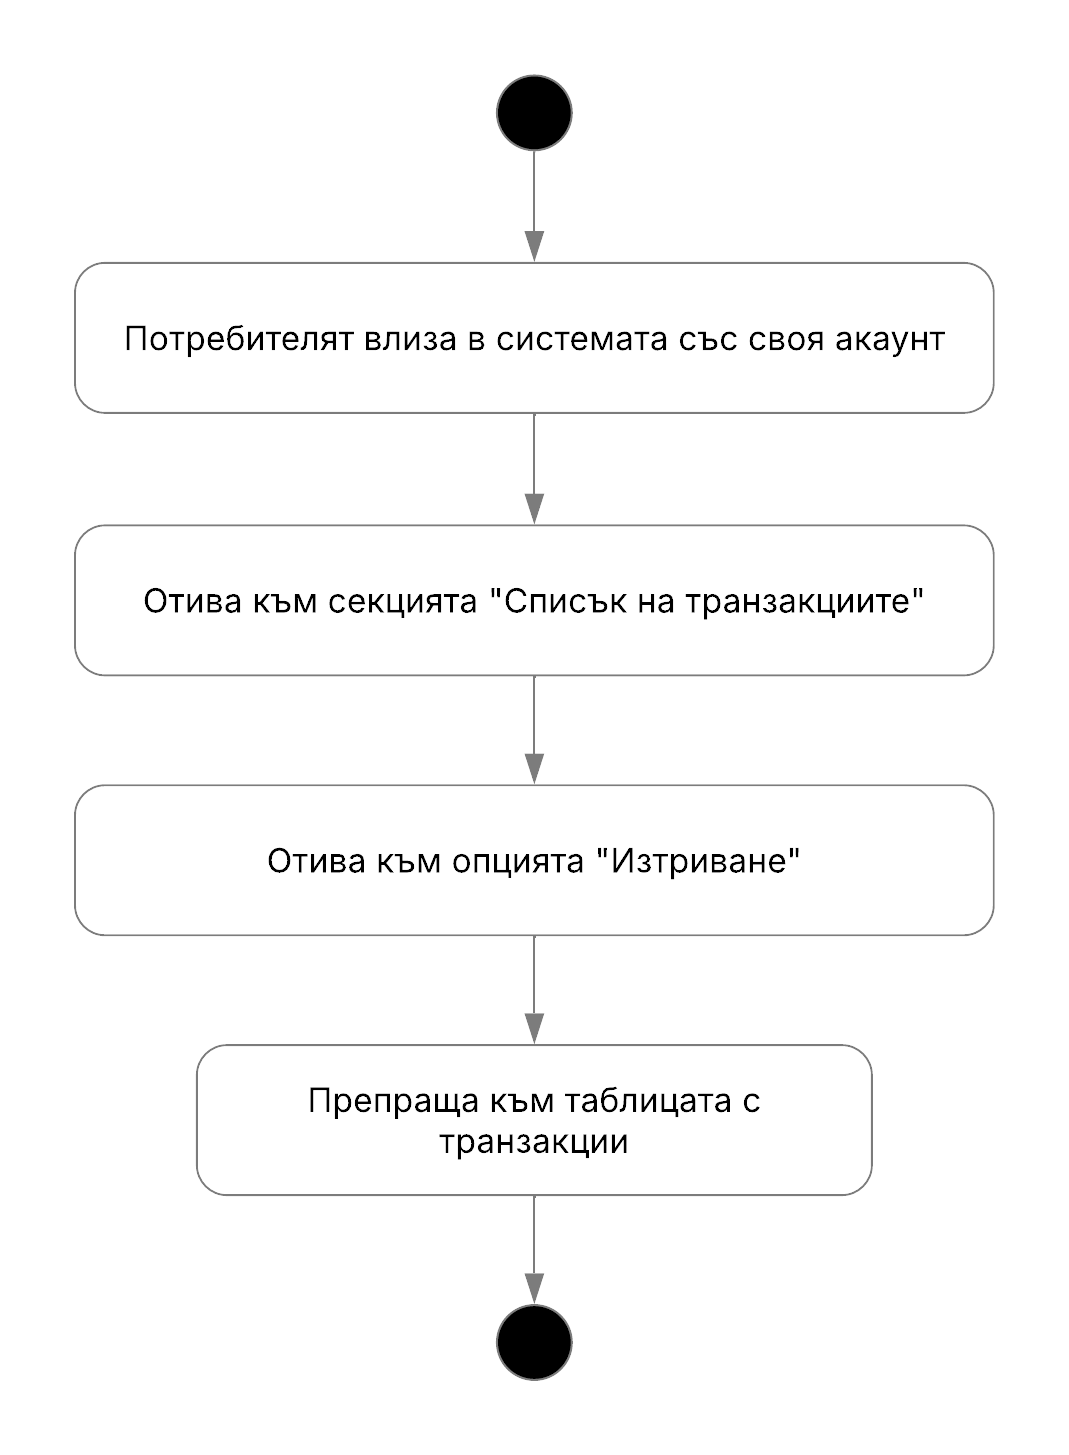 Потребителят влиза в системата със своя акаунт
Отива към секцията "Списък на транзакциите"
Отива към опцията "Изтриване"
Препраща към таблицата с
транзакции